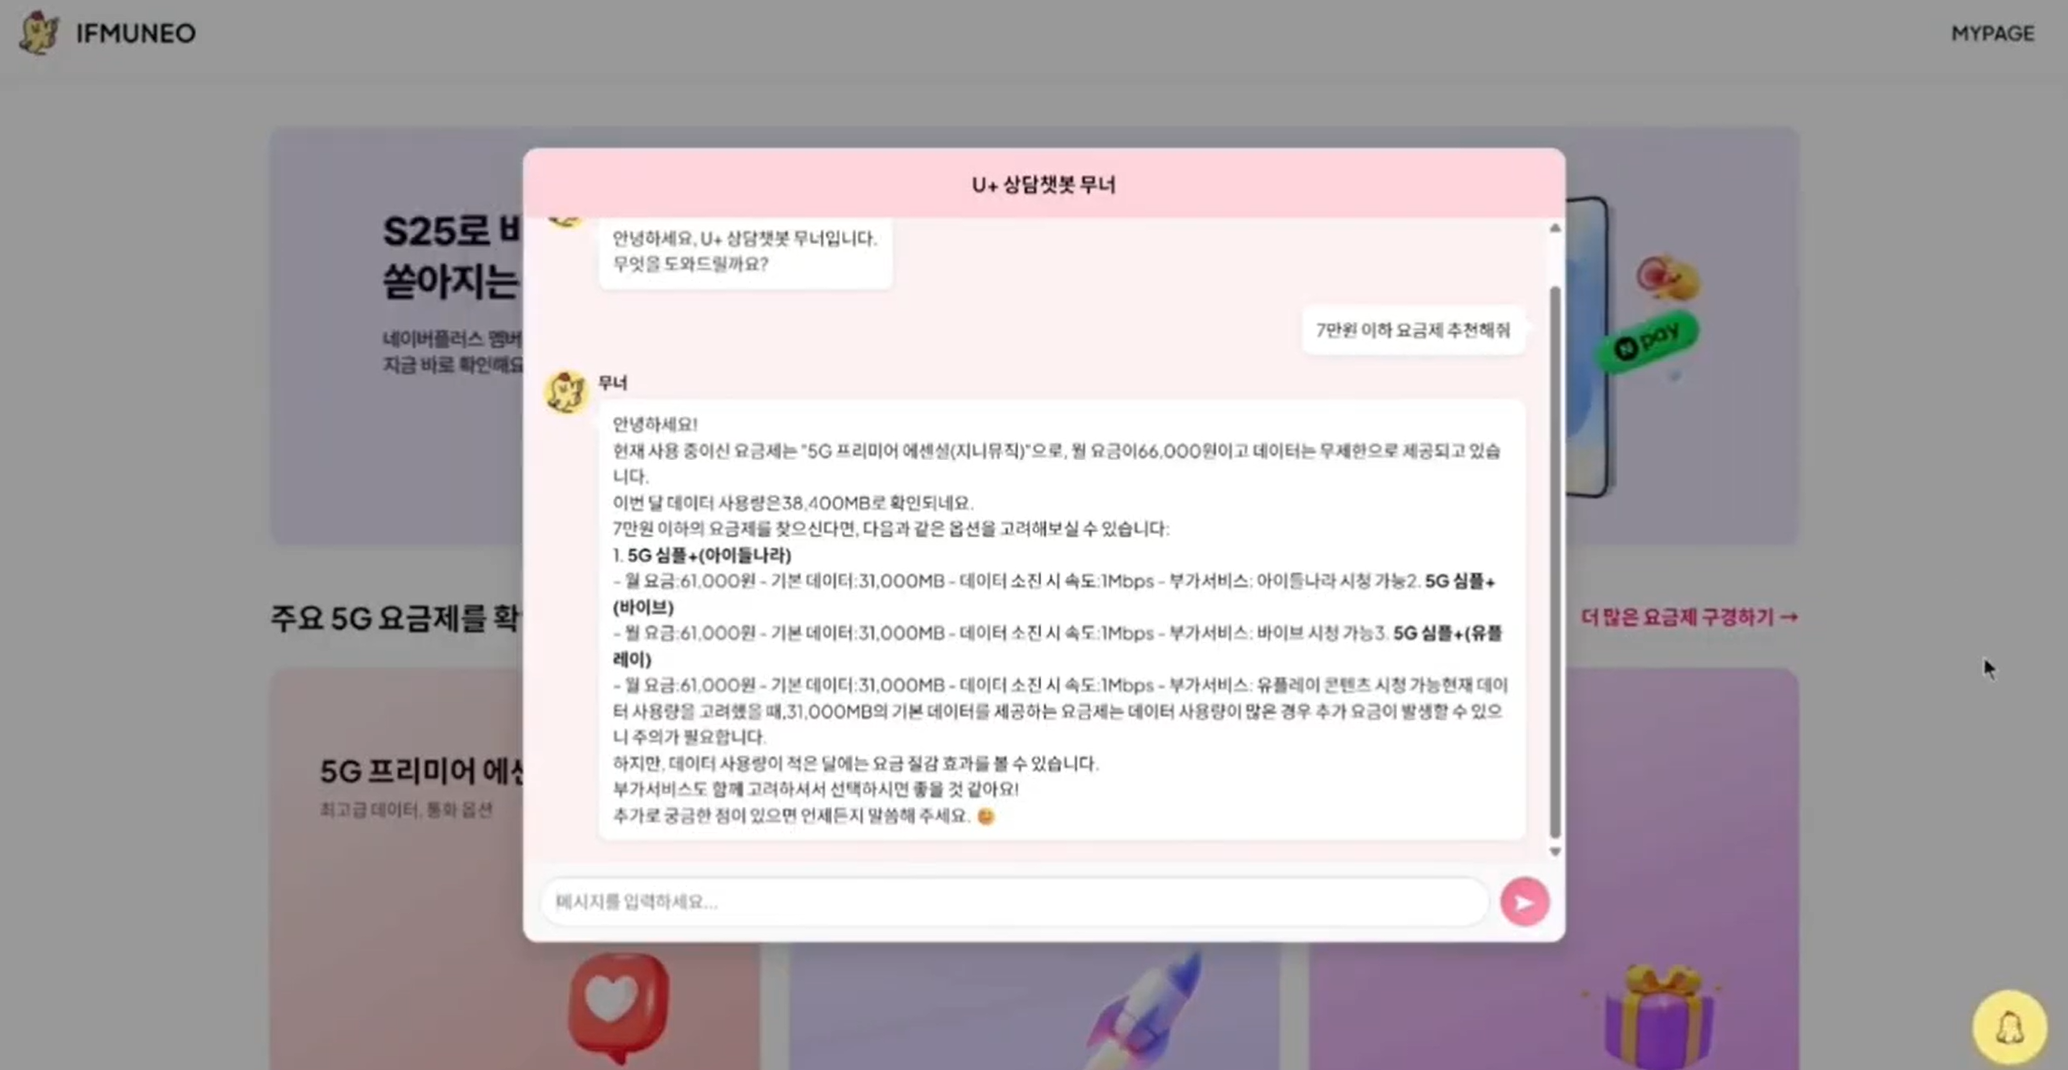 IFMUNEO
MYPAGE
S25로 ㅂ
쏟아지는
네이버플러스 멤버
지금 바로 확인해요
pay
U+ 상담챗봇 무너
안녕하세요, U+ 상담챗봇 무너입니다.
무엇을 도와드릴까요?
7만원 이하 요금제 추천해줘
무너
안녕하세요!
현재 사용 중이신 요금제는 "5G 프리미어 에센셜(지니뮤직)"으로, 월 요금이66,000원이고 데이터는 무제한으로 제공되고 있습
니다.
이번 달 데이터 사용량은38,400MB로 확인되네요.
7만원 이하의 요금제를 찾으신다면, 다음과 같은 옵션을 고려해보실 수 있습니다:
1. 5G 심플+(아이들나라)
- 월 요금:61,000원 - 기본 데이터:31,000MB - 데이터 소진 시 속도:1Mbps - 부가서비스: 아이들나라 시청 가능2. 5G 심플+
(바이브)
- 월 요금:61,000원 - 기본 데이터:31,000MB - 데이터 소진 시 속도:1Mbps - 부가서비스: 바이브 시청 가능3. 5G 심플+(유플
레이)
- 월 요금:61,000원 - 기본 데이터:31,000MB - 데이터 소진 시 속도:1Mbps - 부가서비스: 유플레이 콘텐츠 시청 가능현재 데이
터 사용량을 고려했을 때,31,000MB의 기본 데이터를 제공하는 요금제는 데이터 사용량이 많은 경우 추가 요금이 발생할 수 있으
니 주의가 필요합니다.
하지만, 데이터 사용량이 적은 달에는 요금 절감 효과를 볼 수 있습니다.
부가서비스도 함께 고려하셔서 선택하시면 좋을 것 같아요!
추가로 궁금한 점이 있으면 언제든지 말씀해 주세요. 😊
메시지를 입력하세요...
주요 5G 요금제를 확
더 많은 요금제 구경하기 →
5G 프리미어 에센
최고급 데이터, 통화 옵션